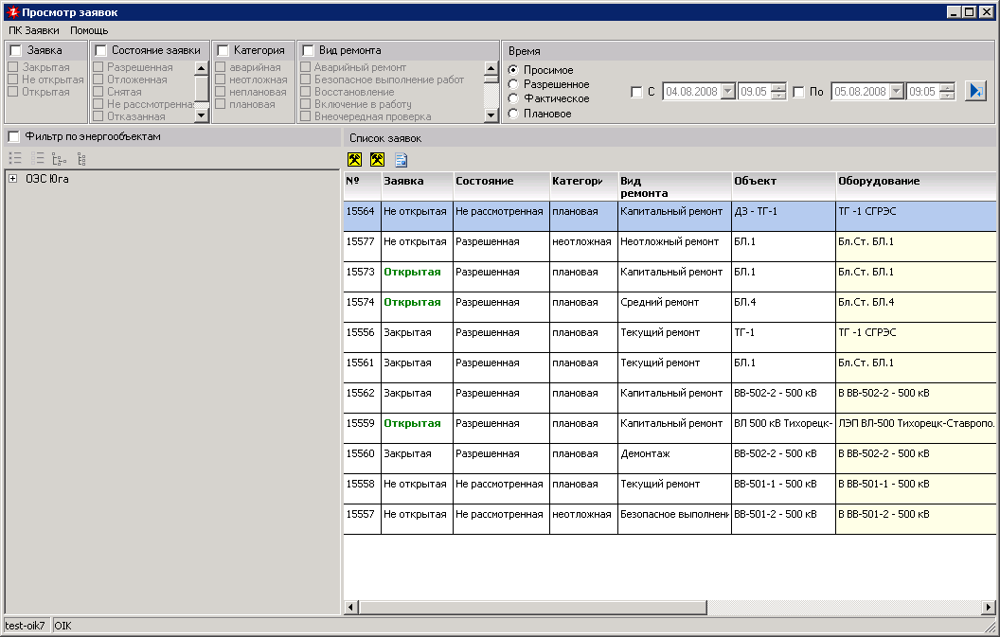 Просмотр заявок
ПК Заявки Помощь
Заявка
Закрытая
Не открытая
Открытая
Состояние заявки
Разрешенная
Отложенная
Снятая
Не рассмотренна
Отказанная
Категория
аварийная
неотложная
неплановая
плановая
Вид ремонта
Аварийный ремонт
Безопасное выполнение работ
Восстановление
Включение в работу
Внеочередная проверка
Время
Просимое
Разрешенное
Фактическое
Плановое
С 04.08.2008 09:05 По 05.08.2008 09:05
Фильтр по энергообъектам
ОЭС Юга
Список заявок
№ Заявка Состояние Категори Вид ремонта Объект Оборудование
15564 Не открытая Не рассмотренная плановая Капитальный ремонт ДЗ - ТГ-1 ТГ -1 СГРЭС
15577 Не открытая Разрешенная неотложная Неотложный ремонт БЛ.1 Бл.Ст. БЛ.1
15573 Открытая Разрешенная плановая Капитальный ремонт БЛ.1 Бл.Ст. БЛ.1
15574 Открытая Разрешенная плановая Средний ремонт БЛ.4 Бл.Ст. БЛ.4
15556 Закрытая Разрешенная плановая Текущий ремонт ТГ-1 ТГ -1 СГРЭС
15561 Закрытая Разрешенная плановая Текущий ремонт БЛ.1 Бл.Ст. БЛ.1
15562 Закрытая Разрешенная плановая Капитальный ремонт ВВ-502-2 - 500 кВ В ВВ-502-2 - 500 кВ
15559 Открытая Разрешенная плановая Капитальный ремонт ВЛ 500 кВ Тихорецк- ЛЭП ВЛ-500 Тихорецк-Ставропо.
15560 Закрытая Разрешенная плановая Демонтаж ВВ-502-2 - 500 кВ В ВВ-502-2 - 500 кВ
15558 Не открытая Не рассмотренная плановая Текущий ремонт ВВ-501-1 - 500 кВ В ВВ-501-1 - 500 кВ
15557 Не открытая Не рассмотренная неотложная Безопасное выполнени ВВ-501-2 - 500 кВ В ВВ-501-2 - 500 кВ
test-oik7 OIK